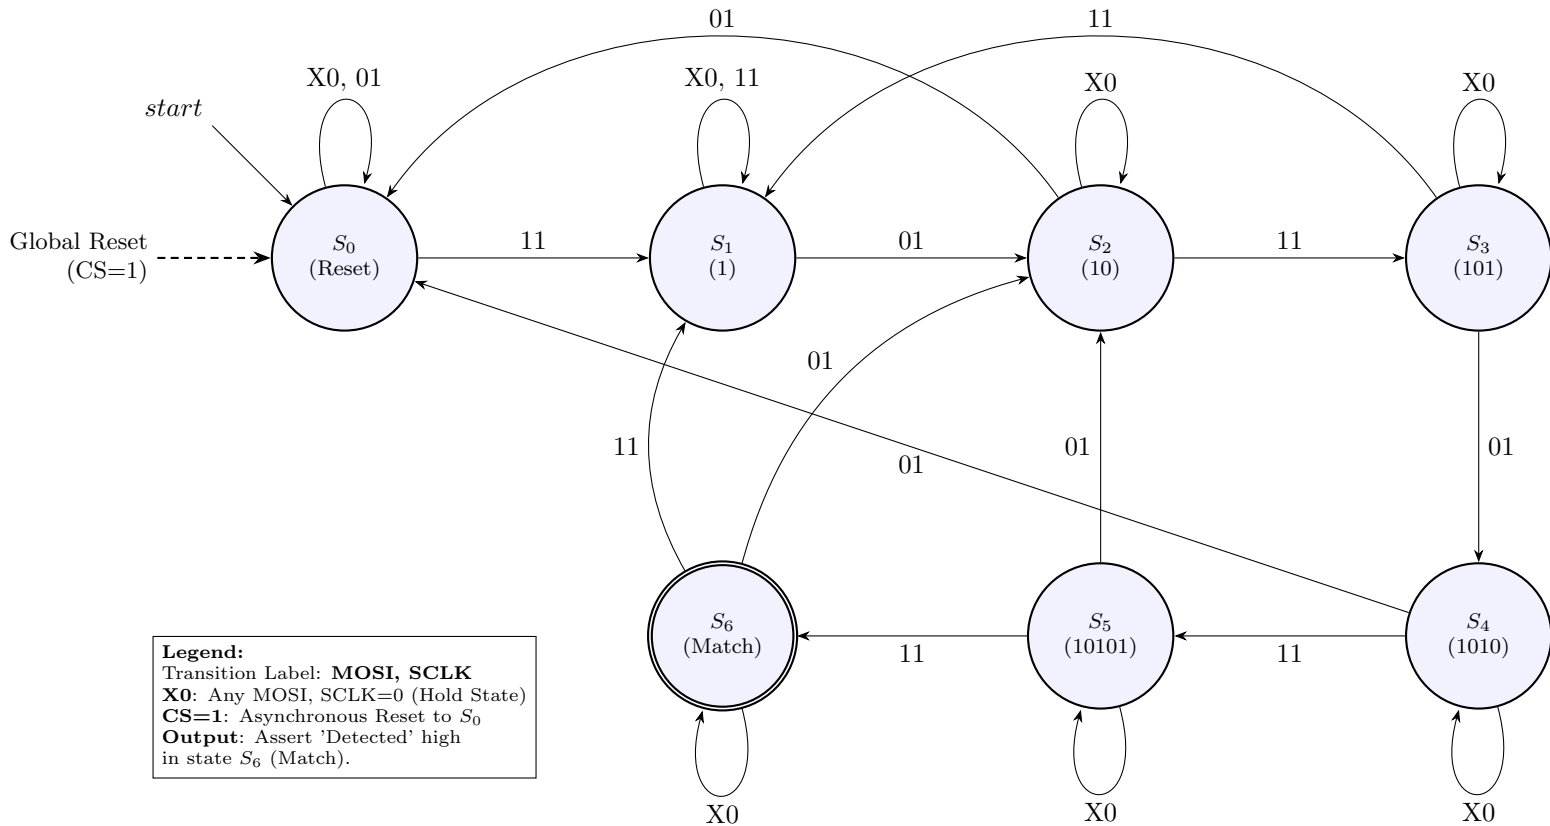 01
11
X0, 01
X0, 11
X0
X0
start
Global Reset
(CS=1)
S₀
(Reset)
11
S₁
(1)
01
S₂
(10)
11
S₃
(101)
01
11
01
01
01
S₆
(Match)
11
S₅
(10101)
11
S₄
(1010)
X0
X0
X0
Legend:
Transition Label: MOSI, SCLK
X0: Any MOSI, SCLK=0 (Hold State)
CS=1: Asynchronous Reset to S₀
Output: Assert 'Detected' high
in state S₆ (Match).